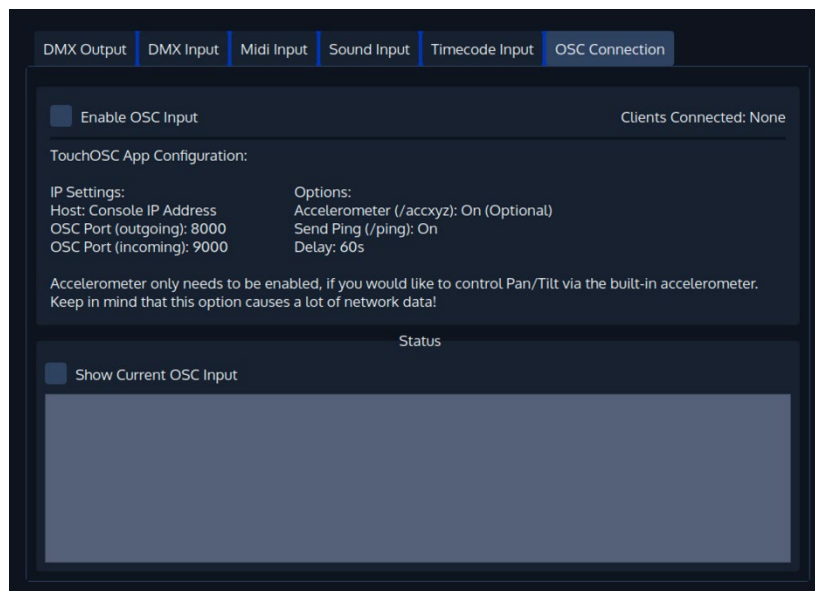 DMX Output DMX Input Midi Input Sound Input Timecode Input OSC Connection
Enable OSC Input Clients Connected: None
TouchOSC App Configuration:
IP Settings: Options:
Host: Console IP Address Accelerometer (/accxyz): On (Optional)
OSC Port (outgoing): 8000 Send Ping (/ping): On
OSC Port (incoming): 9000 Delay: 60s
Accelerometer only needs to be enabled, if you would like to control Pan/Tilt via the built-in accelerometer.
Keep in mind that this option causes a lot of network data!
Status
Show Current OSC Input